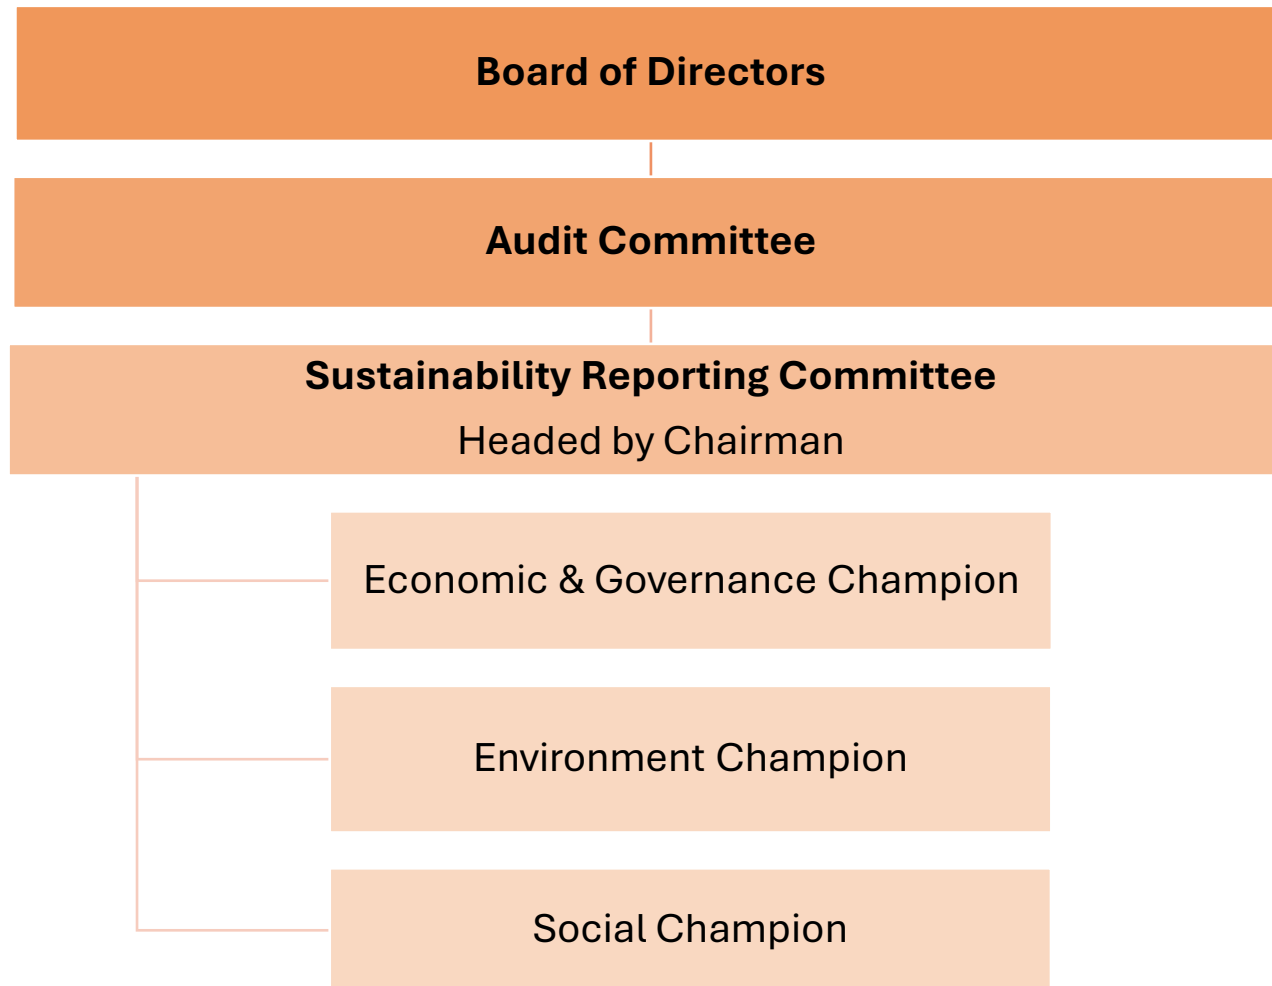 Board of Directors
Audit Committee
Sustainability Reporting Committee
Headed by Chairman
Economic & Governance Champion
Environment Champion
Social Champion